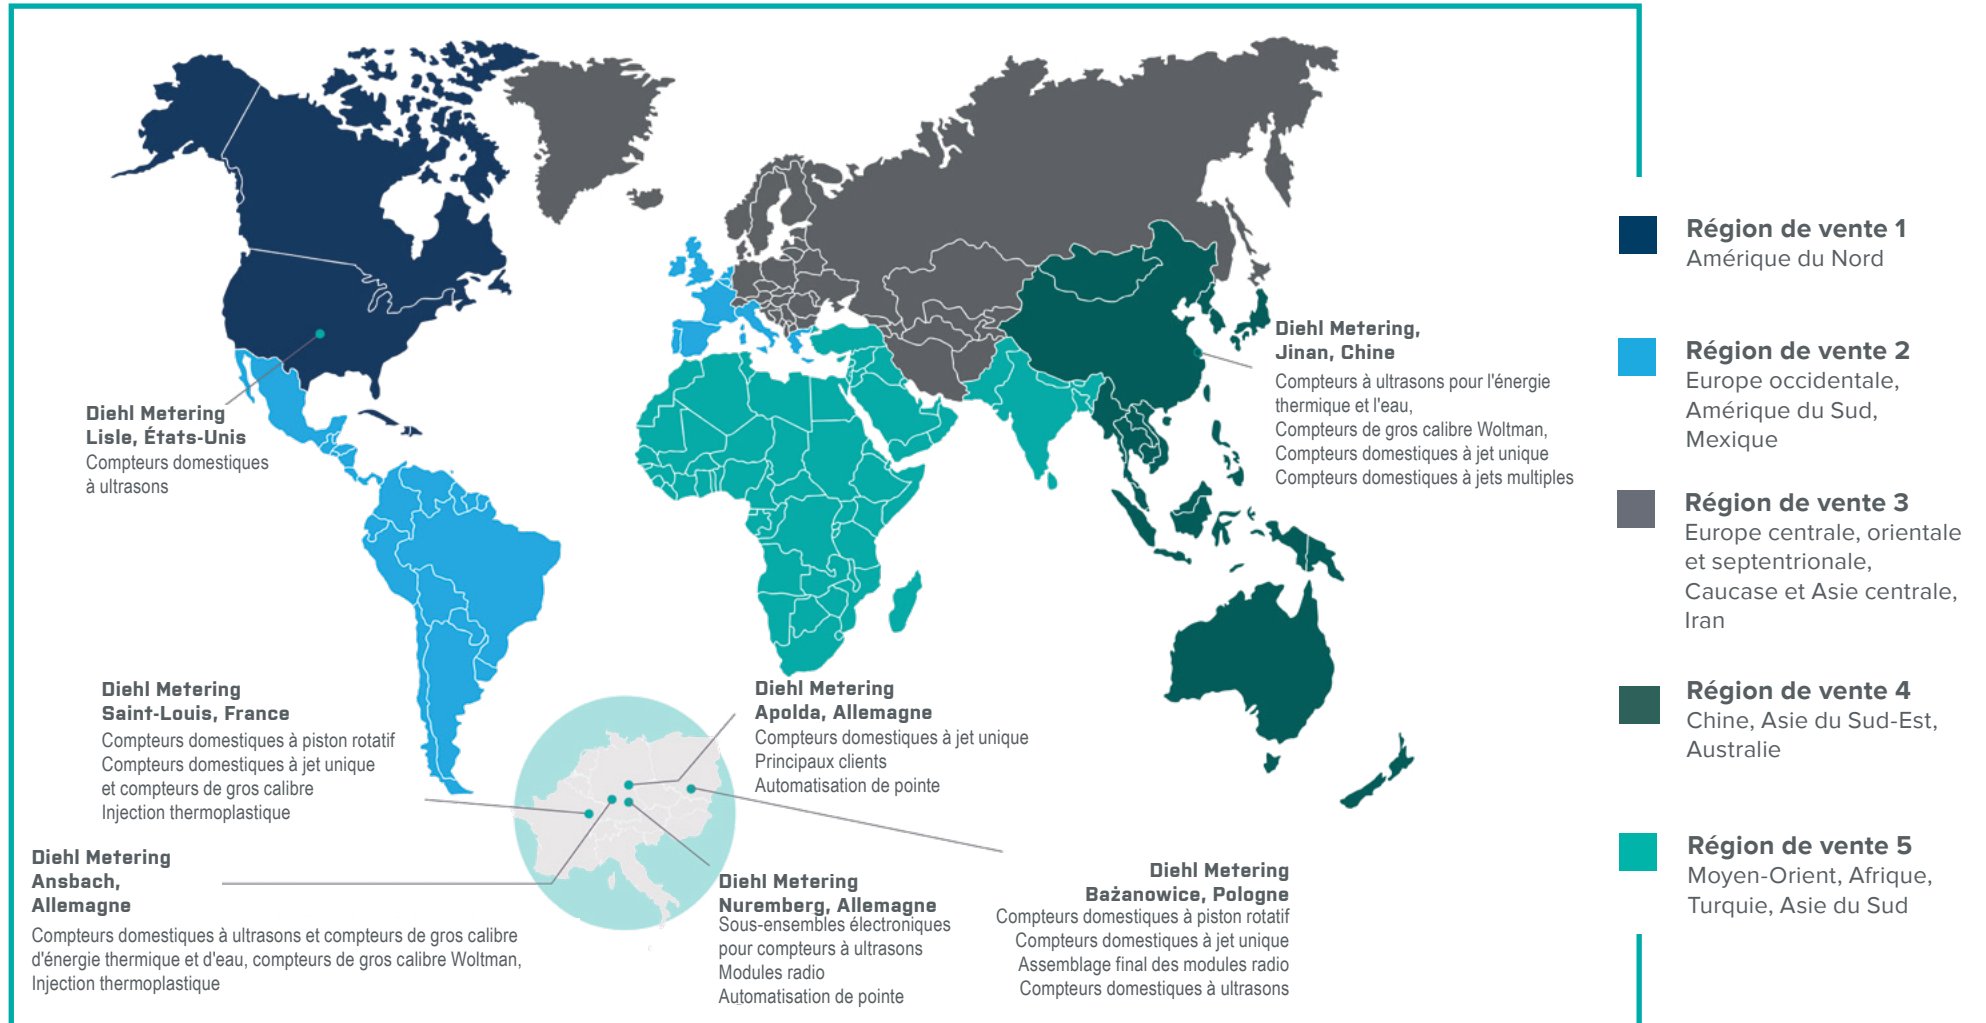 Diehl Metering
Lisle, États-Unis
Compteurs domestiques
à ultrasons
Diehl Metering,
Jinan, Chine
Compteurs à ultrasons pour l'énergie
thermique et l'eau,
Compteurs de gros calibre Woltman,
Compteurs domestiques à jet unique
Compteurs domestiques à jets multiples
Diehl Metering
Saint-Louis, France
Compteurs domestiques à piston rotatif
Compteurs domestiques à jet unique
et compteurs de gros calibre
Injection thermoplastique
Diehl Metering
Apolda, Allemagne
Compteurs domestiques à jet unique
Principaux clients
Automatisation de pointe
Diehl Metering
Ansbach,
Allemagne
Compteurs domestiques à ultrasons et compteurs de gros calibre
d'énergie thermique et d'eau, compteurs de gros calibre Woltman,
Injection thermoplastique
Diehl Metering
Nuremberg, Allemagne
Sous-ensembles électroniques
pour compteurs à ultrasons
Modules radio
Automatisation de pointe
Diehl Metering
Bażanowice, Pologne
Compteurs domestiques à piston rotatif
Compteurs domestiques à jet unique
Assemblage final des modules radio
Compteurs domestiques à ultrasons
Région de vente 1
Amérique du Nord
Région de vente 2
Europe occidentale,
Amérique du Sud,
Mexique
Région de vente 3
Europe centrale, orientale
et septentrionale,
Caucase et Asie centrale,
Iran
Région de vente 4
Chine, Asie du Sud-Est,
Australie
Région de vente 5
Moyen-Orient, Afrique,
Turquie, Asie du Sud